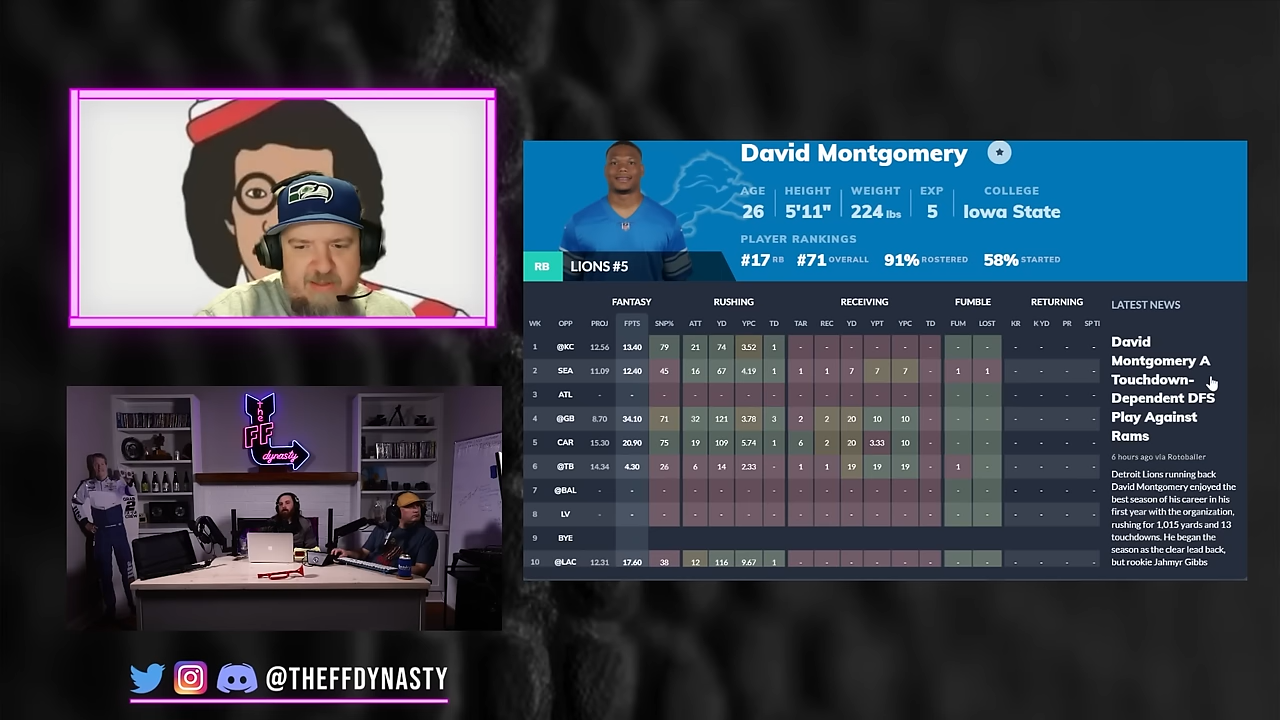 The
FF
dynasty
@THEFFDYNASTY
David Montgomery
AGE HEIGHT WEIGHT EXP COLLEGE
26 5'11" 224 lbs 5 Iowa State
PLAYER RANKINGS
#17 RB #71 OVERALL 91% ROSTERED 58% STARTED
RB LIONS #5
FANTASY RUSHING RECEIVING FUMBLE RETURNING
WK OPP PROJ FPTS SNP% ATT YD YPC TD TAR REC YD YPT YPC TD FUM LOST KR K YD PR SP TI
1 @KC 12.56 13.40 79 21 74 3.52 1 - - - - - - - - - - - -
2 SEA 11.09 12.40 45 16 67 4.19 1 1 1 7 7 7 - 1 1 - - - -
3 ATL - - - - - - - - - - - - - - - - - - -
4 @GB 8.70 34.10 71 32 121 3.78 3 2 2 20 10 10 - - - - - - -
5 CAR 15.30 20.90 75 19 109 5.74 1 6 2 20 3.33 10 - - - - - - -
6 @TB 14.34 4.30 26 6 14 2.33 - 1 1 19 19 19 - 1 - - - - -
7 @BAL - - - - - - - - - - - - - - - - - - -
8 LV - - - - - - - - - - - - - - - - - - -
9 BYE
10 @LAC 12.31 17.60 38 12 116 9.67 1 - - - - - - - - - - - -
LATEST NEWS
David
Montgomery A
Touchdown-
Dependent DFS
Play Against
Rams
6 hours ago via Rotoballer
Detroit Lions running back
David Montgomery enjoyed the
best season of his career in his
first year with the organization,
rushing for 1,015 yards and 13
touchdowns. He began the
season as the clear lead back,
but rookie Jahmyr Gibbs